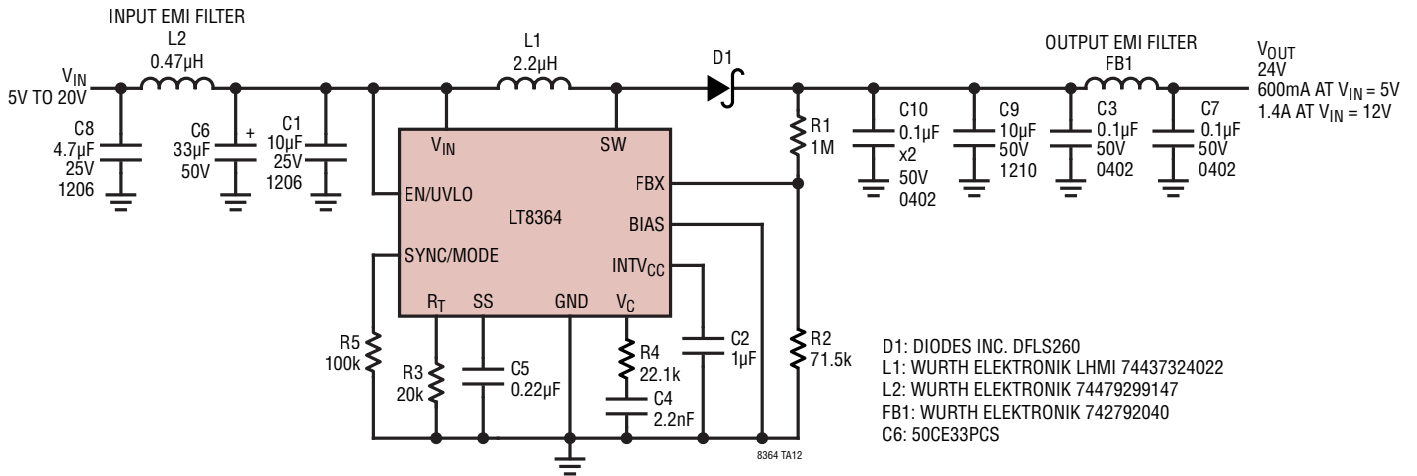 INPUT EMI FILTER
L2
0.47µH
VIN
5V TO 20V
C8
4.7µF
25V
1206
C6
33µF
50V
+
C1
10µF
25V
1206
L1
2.2µH
D1
OUTPUT EMI FILTER
FB1
VOUT
24V
600mA AT VIN = 5V
1.4A AT VIN = 12V
R1
1M
C10
0.1µF
x2
50V
0402
C9
10µF
50V
1210
C3
0.1µF
50V
0402
C7
0.1µF
50V
0402
VIN
SW
EN/UVLO
FBX
LT8364
BIAS
SYNC/MODE
INTVCC
RT
SS
GND
VC
R5
100k
R3
20k
C5
0.22µF
R4
22.1k
C4
2.2nF
C2
1µF
R2
71.5k
D1: DIODES INC. DFLS260
L1: WURTH ELEKTRONIK LHMI 74437324022
L2: WURTH ELEKTRONIK 74479299147
FB1: WURTH ELEKTRONIK 742792040
C6: 50CE33PCS
8364 TA12